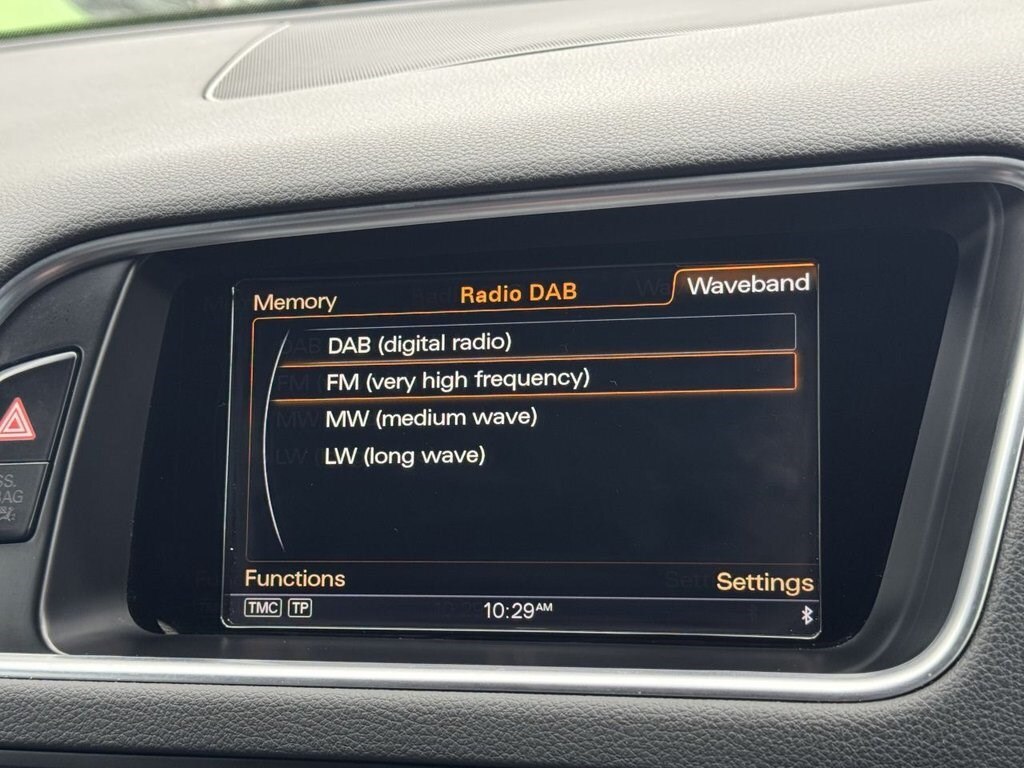 Memory Radio DAB Waveband
DAB (digital radio)
FM (very high frequency)
MW (medium wave)
LW (long wave)
Functions Settings
TMC TP 10:29AM